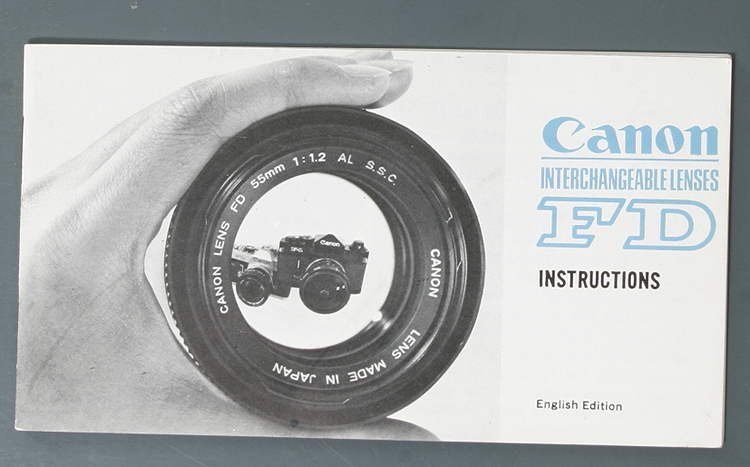 CANON LENS FD 55mm 1:1.2 AL S.S.C.
CANON LENS MADE IN JAPAN
Canon
Canon
INTERCHANGEABLE LENSES
FD
INSTRUCTIONS
English Edition